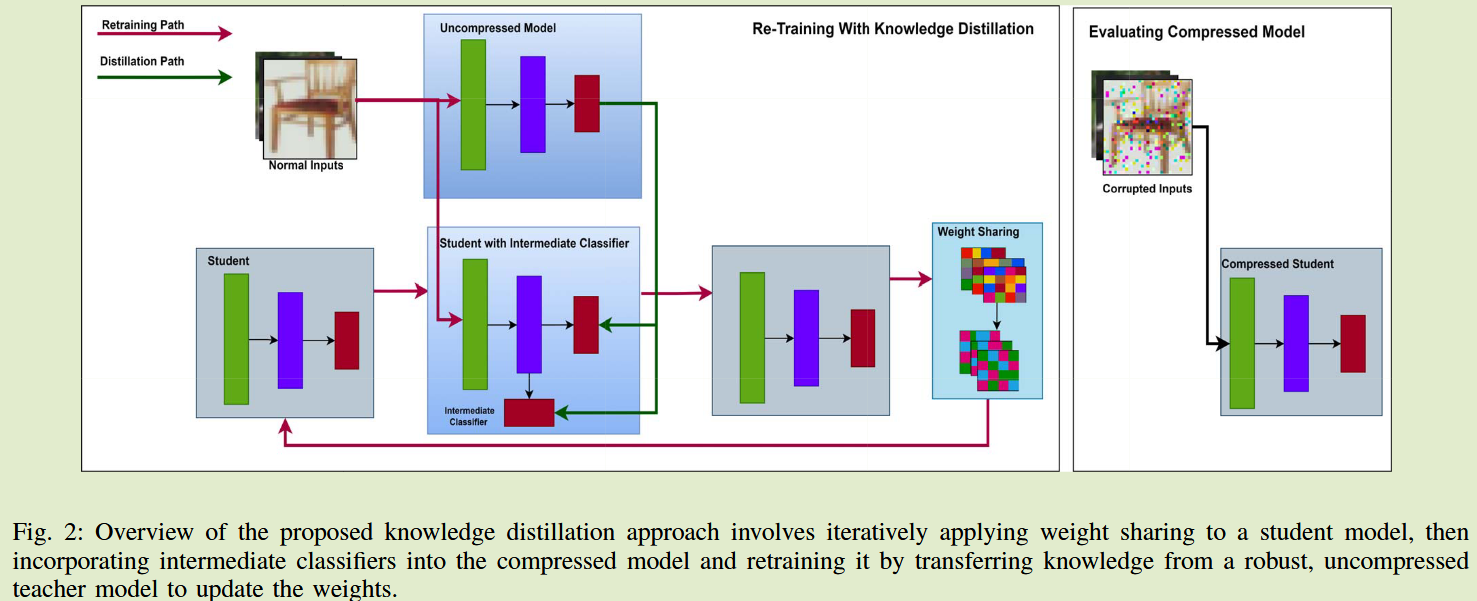 Retraining Path
Distillation Path
Normal Inputs
Uncompressed Model
Re-Training With Knowledge Distillation
Student
Student with Intermediate Classifier
Intermediate
Classifier
Weight Sharing
Evaluating Compressed Model
Corrupted Inputs
Compressed Student
Fig. 2: Overview of the proposed knowledge distillation approach involves iteratively applying weight sharing to a student model, then
incorporating intermediate classifiers into the compressed model and retraining it by transferring knowledge from a robust, uncompressed
teacher model to update the weights.